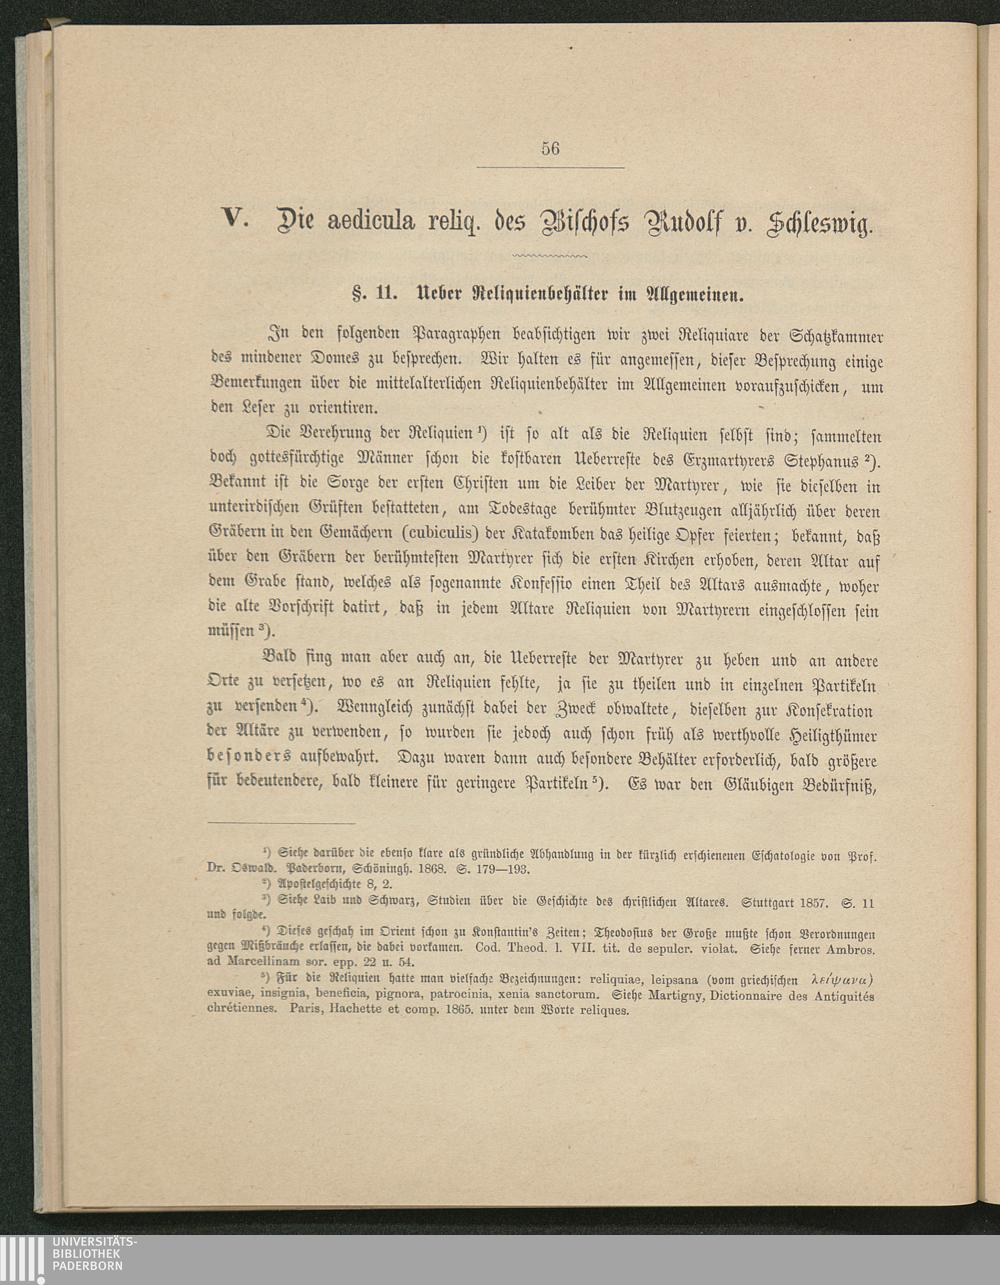 56
V. Die aedicula reliq. des Bischofs Rudolf v. Schleswig.
§. 11. Ueber Reliquienbehälter im Allgemeinen.
In den folgenden Paragraphen beabsichtigen wir zwei Reliquiare der Schatzkammer
des mindener Domes zu besprechen. Wir halten es für angemessen, dieser Besprechung einige
Bemerkungen über die mittelalterlichen Reliquienbehälter im Allgemeinen voraufzuschicken, um
den Leser zu orientiren.
Die Verehrung der Reliquien ¹) ist so alt als die Reliquien selbst sind; sammelten
doch gottesfürchtige Männer schon die kostbaren Ueberreste des Erzmartyrers Stephanus ²).
Bekannt ist die Sorge der ersten Christen um die Leiber der Martyrer, wie sie dieselben in
unterirdischen Grüften bestatteten, am Todestage berühmter Blutzeugen alljährlich über deren
Gräbern in den Gemächern (cubiculis) der Katakomben das heilige Opfer feierten; bekannt, daß
über den Gräbern der berühmtesten Martyrer sich die ersten Kirchen erhoben, deren Altar auf
dem Grabe stand, welches als sogenannte Konfessio einen Theil des Altars ausmachte, woher
die alte Vorschrift datirt, daß in jedem Altare Reliquien von Martyrern eingeschlossen sein
müssen ³).
Bald fing man aber auch an, die Ueberreste der Martyrer zu heben und an andere
Orte zu versetzen, wo es an Reliquien fehlte, ja sie zu theilen und in einzelnen Partikeln
zu versenden ⁴). Wenngleich zunächst dabei der Zweck obwaltete, dieselben zur Konsekration
der Altäre zu verwenden, so wurden sie jedoch auch schon früh als werthvolle Heiligthümer
besonders aufbewahrt. Dazu waren dann auch besondere Behälter erforderlich, bald größere
für bedeutendere, bald kleinere für geringere Partikeln ⁵). Es war den Gläubigen Bedürfniß,
¹) Siehe darüber die ebenso klare als gründliche Abhandlung in der kürzlich erschienenen Eschatologie von Prof.
Dr. Oswald. Paderborn, Schöningh. 1868. S. 179—193.
²) Apostelgeschichte 8, 2.
³) Siehe Laib und Schwarz, Studien über die Geschichte des christlichen Altares. Stuttgart 1857. S. 11
und folgde.
⁴) Dieses geschah im Orient schon zu Konstantin's Zeiten; Theodosius der Große mußte schon Verordnungen
gegen Mißbräuche erlassen, die dabei vorkamen. Cod. Theod. l. VII. tit. de sepulcr. violat. Siehe ferner Ambros.
ad Marcellinam sor. epp. 22 u. 54.
⁵) Für die Reliquien hatte man vielfache Bezeichnungen: reliquiae, leipsana (vom griechischen λείψανα)
exuviae, insignia, beneficia, pignora, patrocinia, xenia sanctorum. Siehe Martigny, Dictionnaire des Antiquités
chrétiennes. Paris, Hachette et comp. 1865. unter dem Worte reliques.
UNIVERSITÄTS-
BIBLIOTHEK
PADERBORN